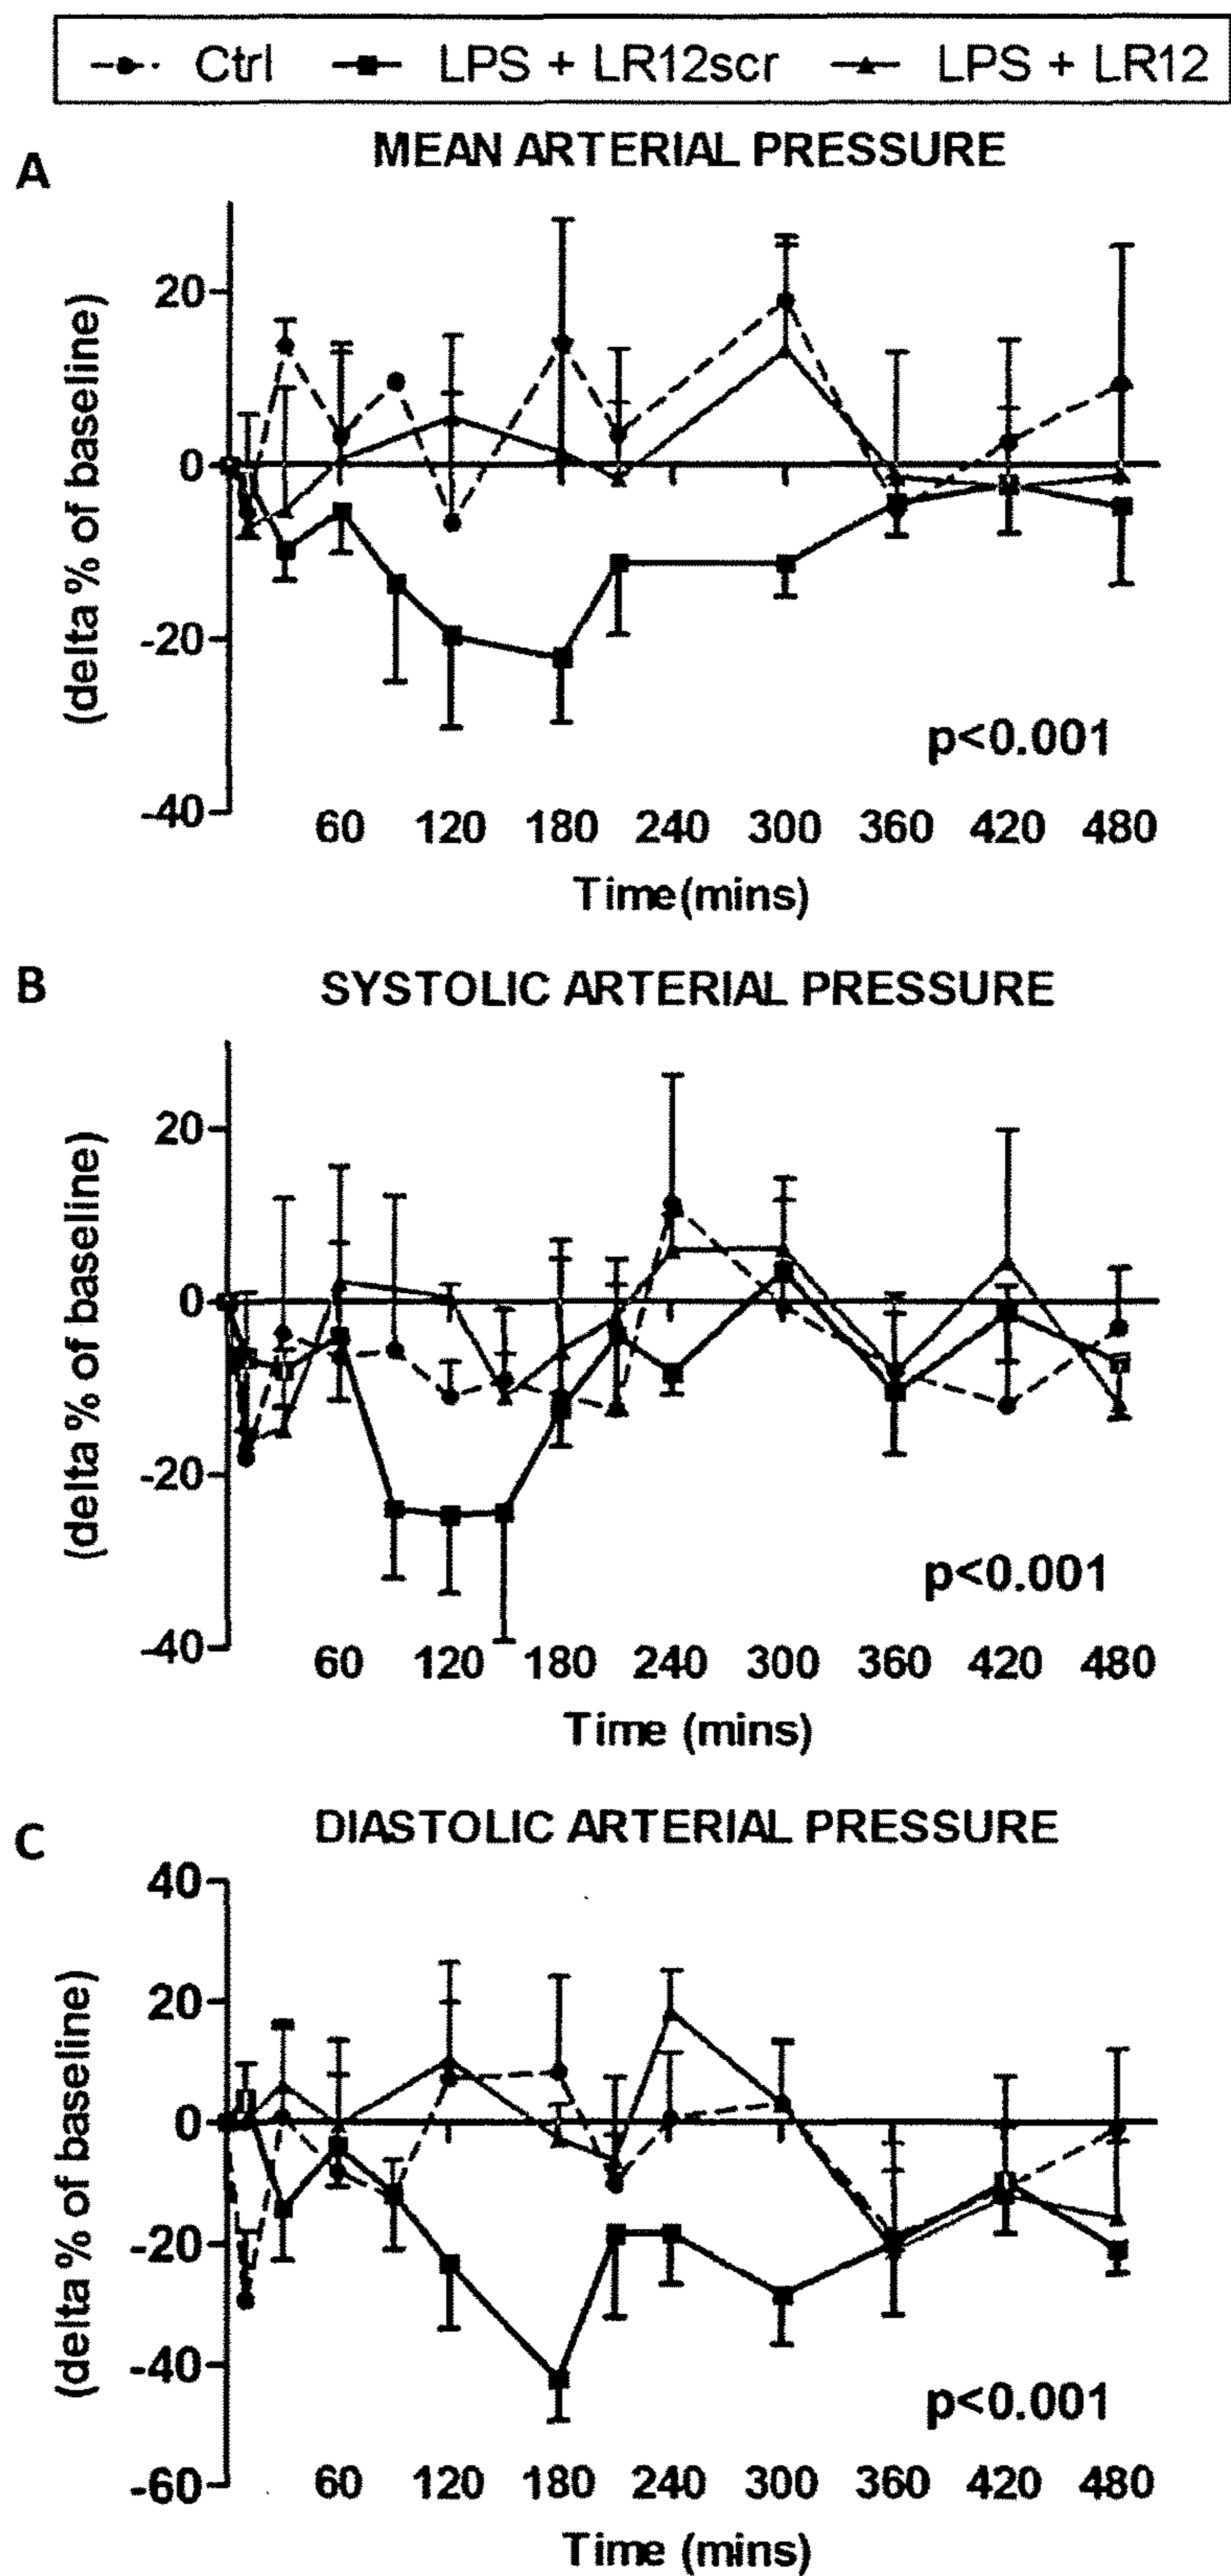 Ctrl LPS + LR12scr LPS + LR12
A MEAN ARTERIAL PRESSURE
(delta % of baseline)
20
0
-20
-40
p<0.001
60 120 180 240 300 360 420 480
Time(mins)
B SYSTOLIC ARTERIAL PRESSURE
(delta % of baseline)
20
0
-20
-40
p<0.001
60 120 180 240 300 360 420 480
Time (mins)
C DIASTOLIC ARTERIAL PRESSURE
(delta % of baseline)
40
20
0
-20
-40
-60
p<0.001
60 120 180 240 300 360 420 480
Time (mins)